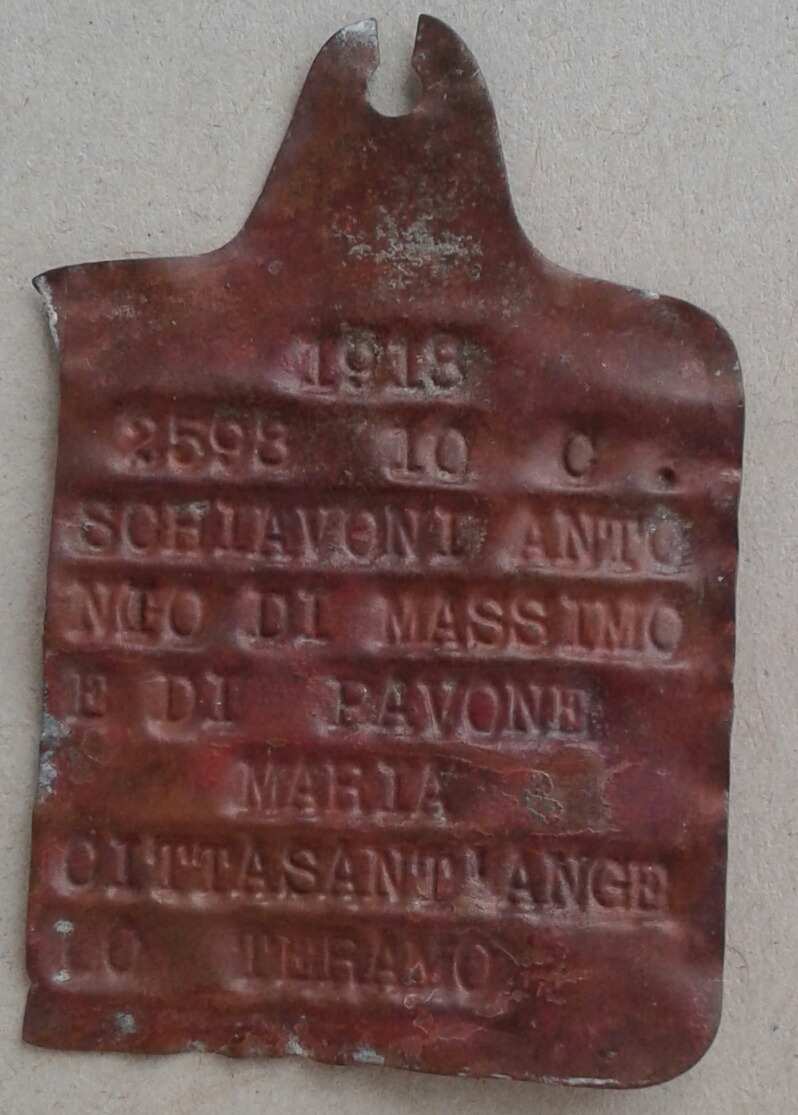 1918
2598 10 C .
SCHIAVONI ANTO
NIO DI MASSIMO
E DI PAVONE
MARIA
CITTASANT'ANGE
LO TERAMO